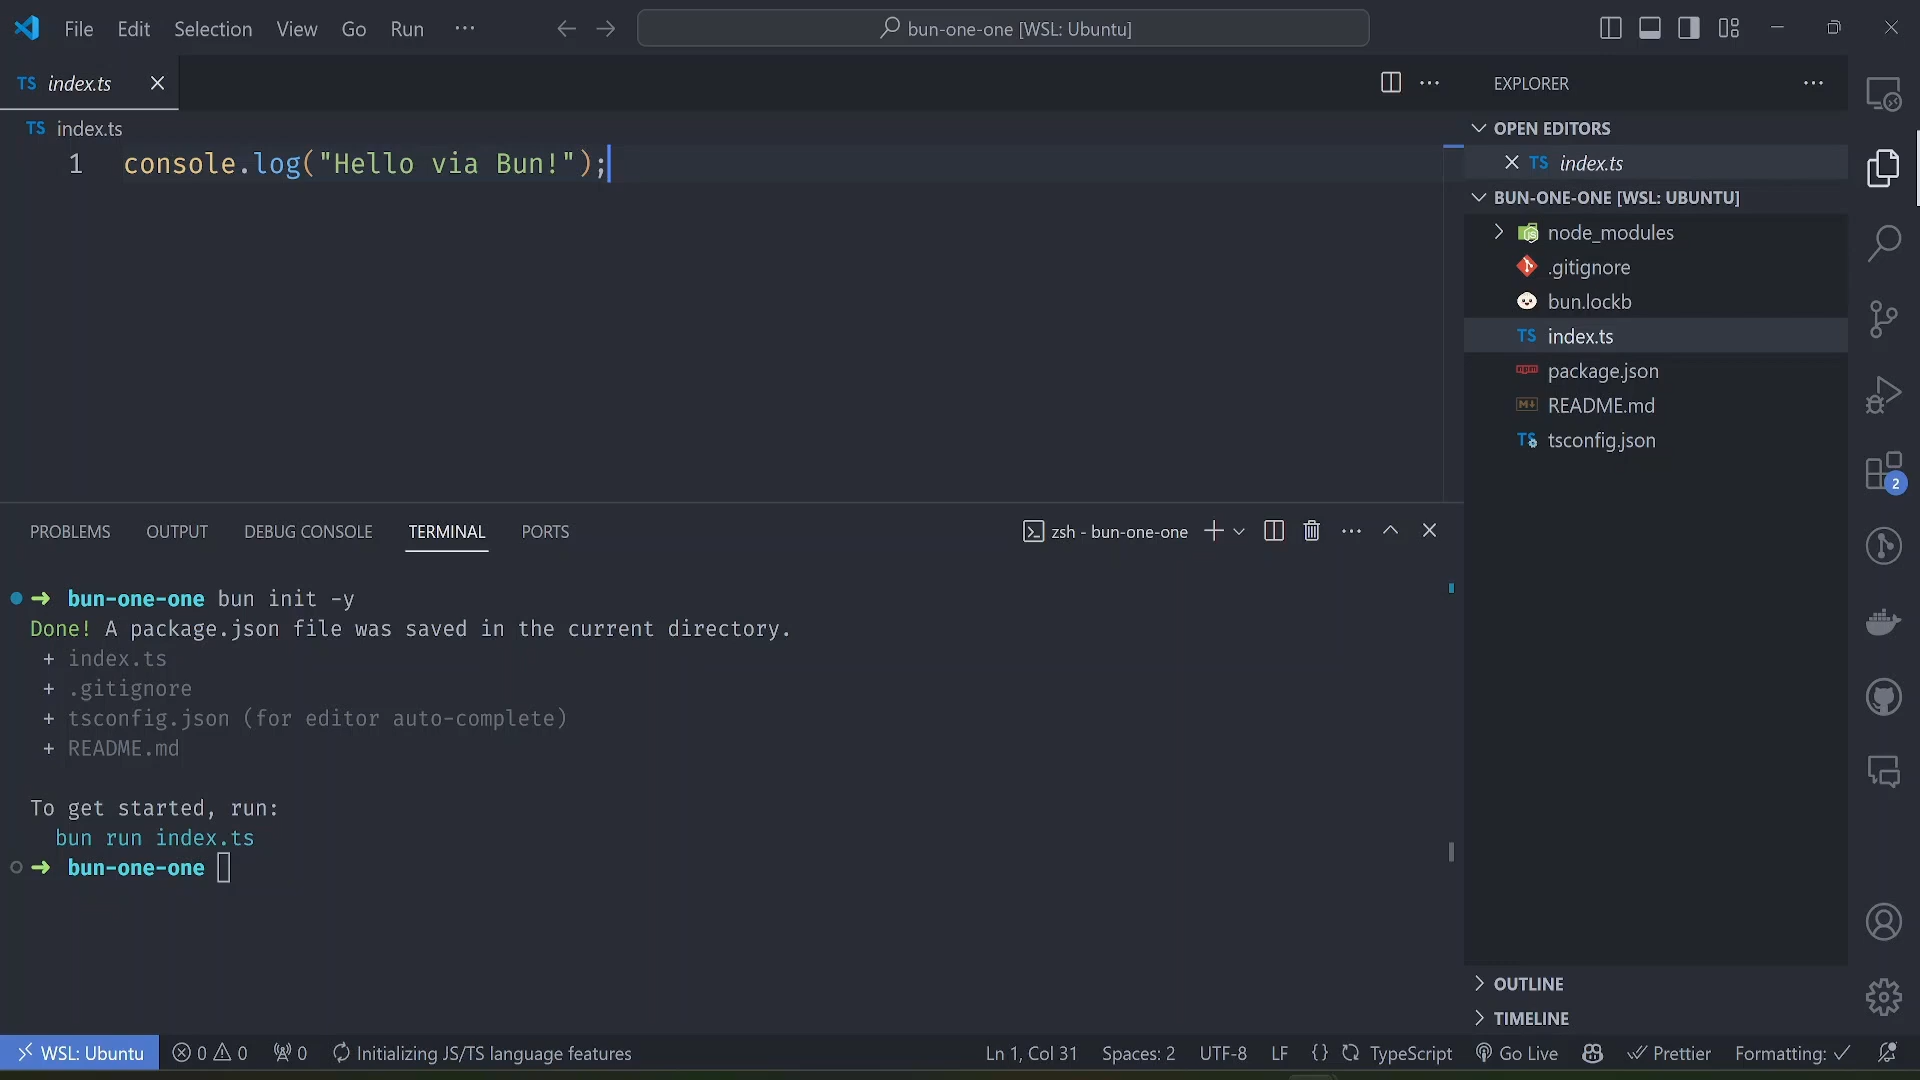 File Edit Selection View Go Run ···
bun-one-one [WSL: Ubuntu]
TS index.ts
TS index.ts
1 console.log("Hello via Bun!");
EXPLORER
OPEN EDITORS
TS index.ts
BUN-ONE-ONE [WSL: UBUNTU]
node_modules
.gitignore
bun.lockb
TS index.ts
npm package.json
M↓ README.md
TS tsconfig.json
2
PROBLEMS OUTPUT DEBUG CONSOLE TERMINAL PORTS
zsh - bun-one-one
➜ bun-one-one bun init -y
Done! A package.json file was saved in the current directory.
+ index.ts
+ .gitignore
+ tsconfig.json (for editor auto-complete)
+ README.md
To get started, run:
bun run index.ts
➜ bun-one-one
OUTLINE
TIMELINE
WSL: Ubuntu 0 0 0 Initializing JS/TS language features Ln 1, Col 31 Spaces: 2 UTF-8 LF {} TypeScript Go Live Prettier Formatting: ✓